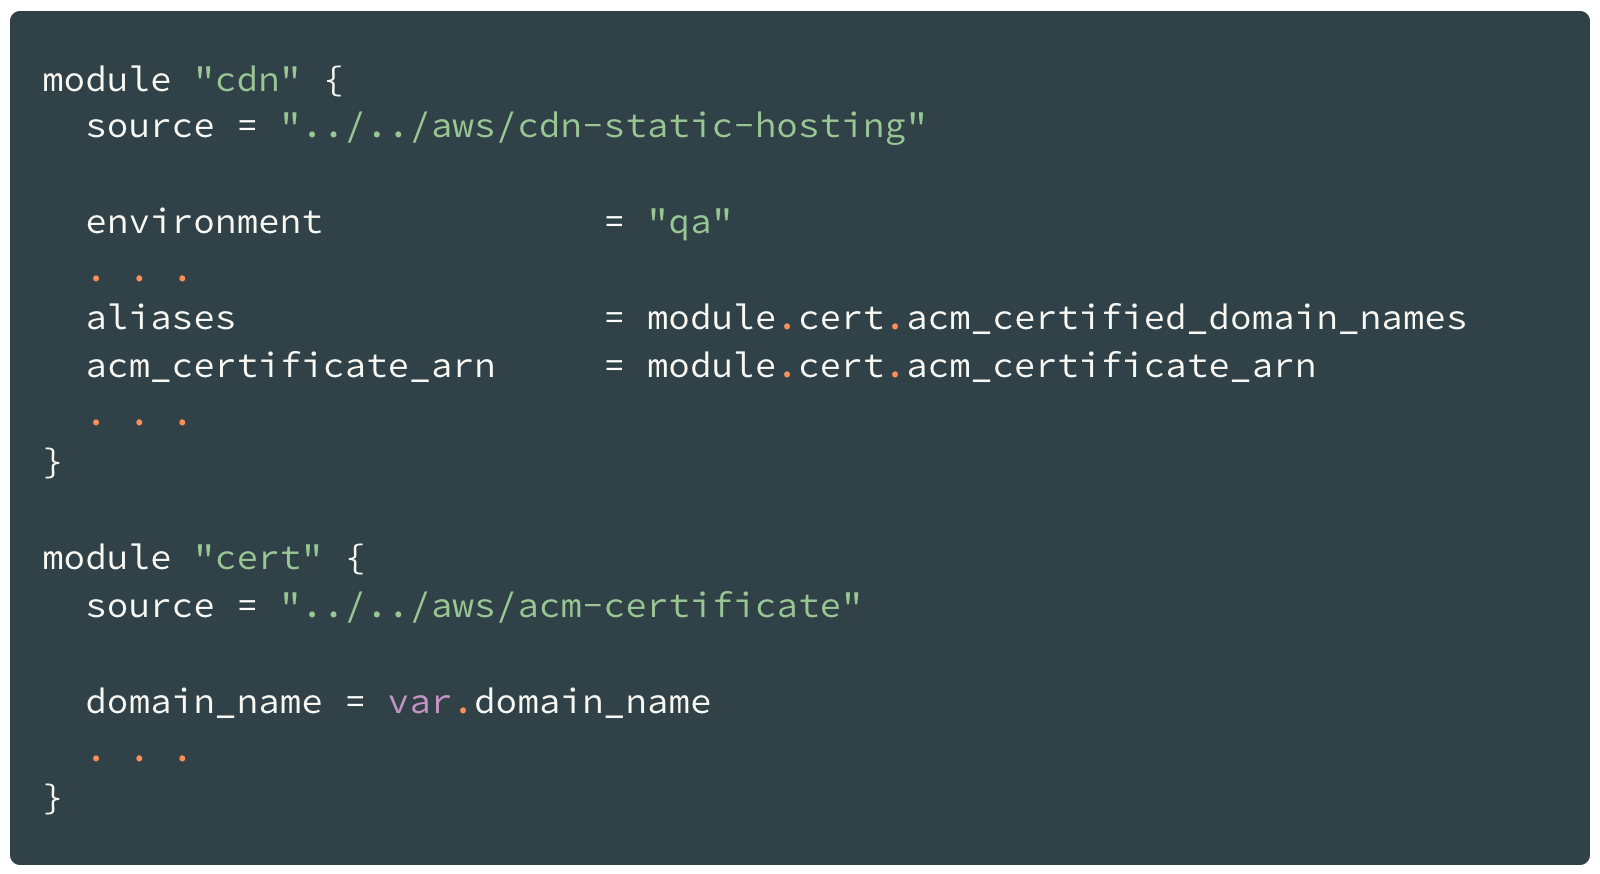 module "cdn" {
  source = "../../aws/cdn-static-hosting"

  environment             = "qa"
  . . .
  aliases                 = module.cert.acm_certified_domain_names
  acm_certificate_arn     = module.cert.acm_certificate_arn
  . . .
}

module "cert" {
  source = "../../aws/acm-certificate"

  domain_name = var.domain_name
  . . .
}